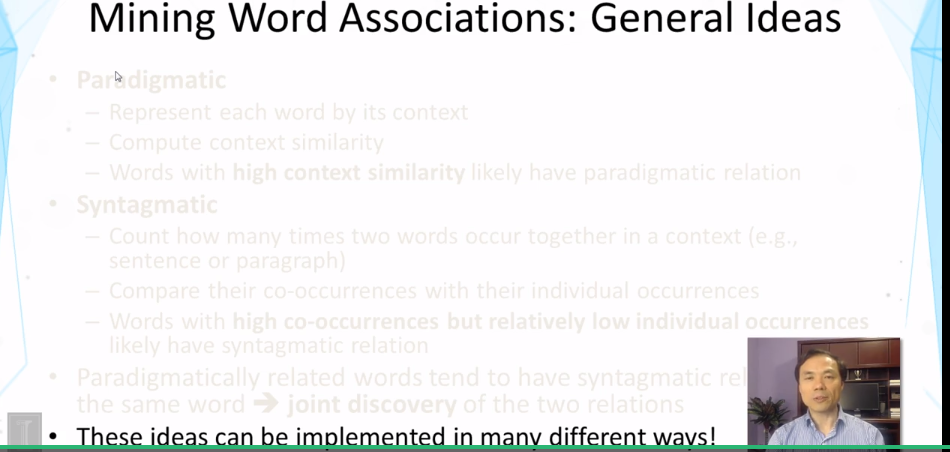 Mining Word Associations: General Ideas
• Paradigmatic
– Represent each word by its context
– Compute context similarity
– Words with high context similarity likely have paradigmatic relation
• Syntagmatic
– Count how many times two words occur together in a context (e.g.,
sentence or paragraph)
– Compare their co-occurrences with their individual occurrences
– Words with high co-occurrences but relatively low individual occurrences
likely have syntagmatic relation
• Paradigmatically related words tend to have syntagmatic
the same word ➔ joint discovery of the two relations
• These ideas can be implemented in many different ways!